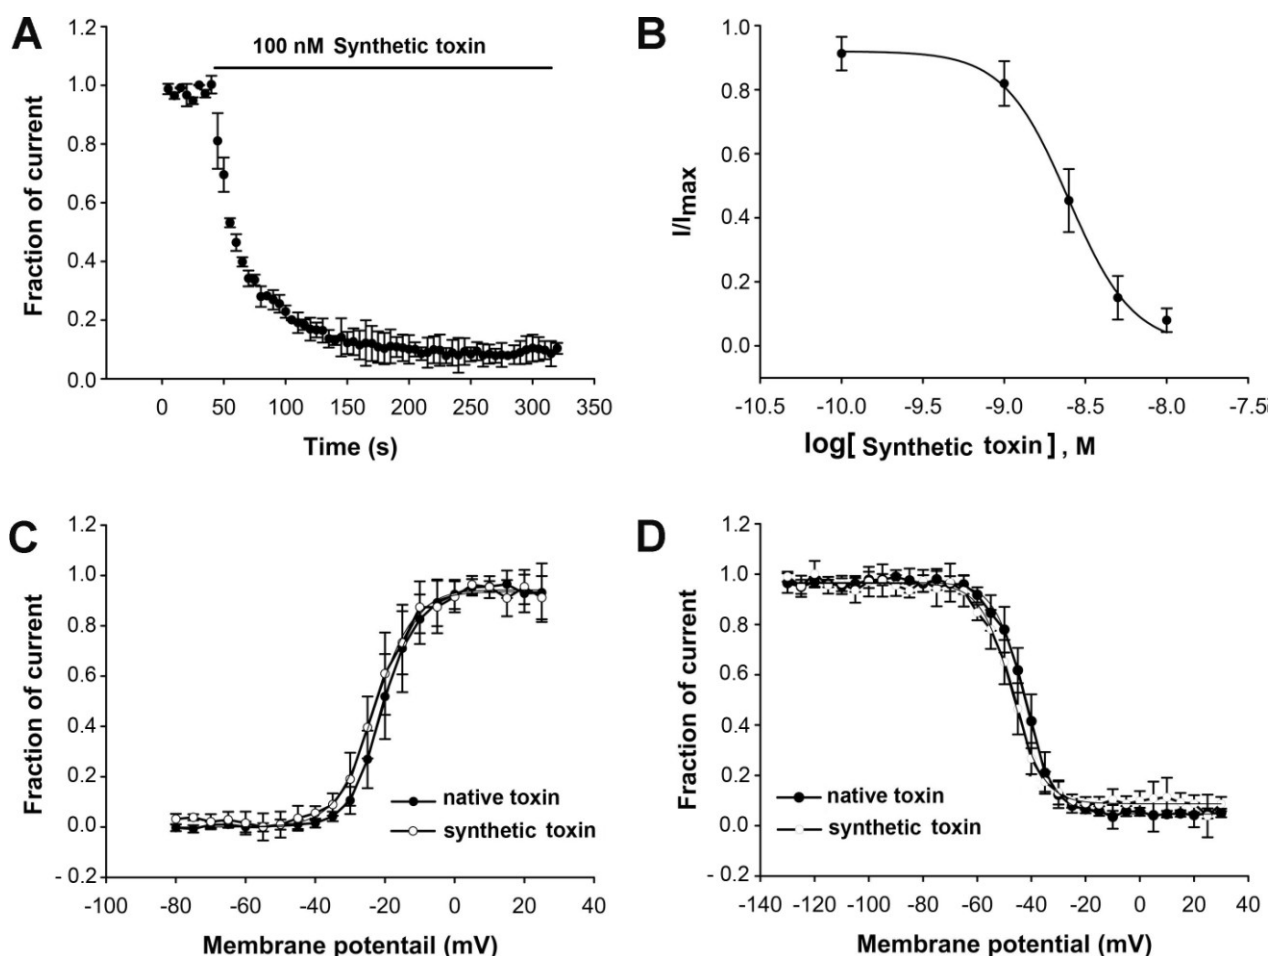 A
1.2
1.0
0.8
0.6
0.4
0.2
0.0
Fraction of current
100 nM Synthetic toxin
0 50 100 150 200 250 300 350
Time (s)
B
1.0
0.8
0.6
0.4
0.2
0.0
I/Imax
-10.5 -10.0 -9.5 -9.0 -8.5 -8.0 -7.5
log[ Synthetic toxin] , M
C
1.2
1.0
0.8
0.6
0.4
0.2
0.0
- 0.2
Fraction of current
native toxin
synthetic toxin
-100 -80 -60 -40 -20 0 20 40
Membrane potentail (mV)
D
1.2
1.0
0.8
0.6
0.4
0.2
0.0
- 0.2
Fraction of current
native toxin
synthetic toxin
-140 -120 -100 -80 -60 -40 -20 0 20 40
Membrane potential (mV)